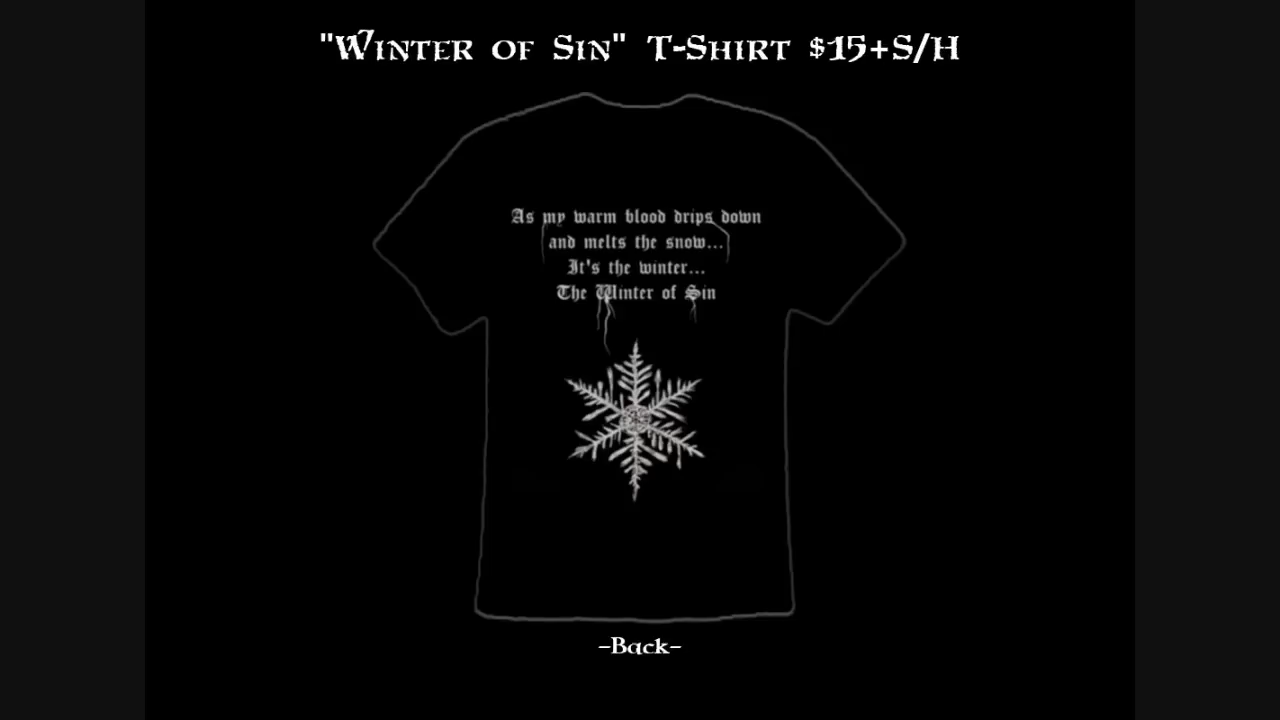 "Winter of Sin" T-Shirt $15+S/H
As my warm blood drips down
and melts the snow...
It's the winter...
The Winter of Sin
-Back-